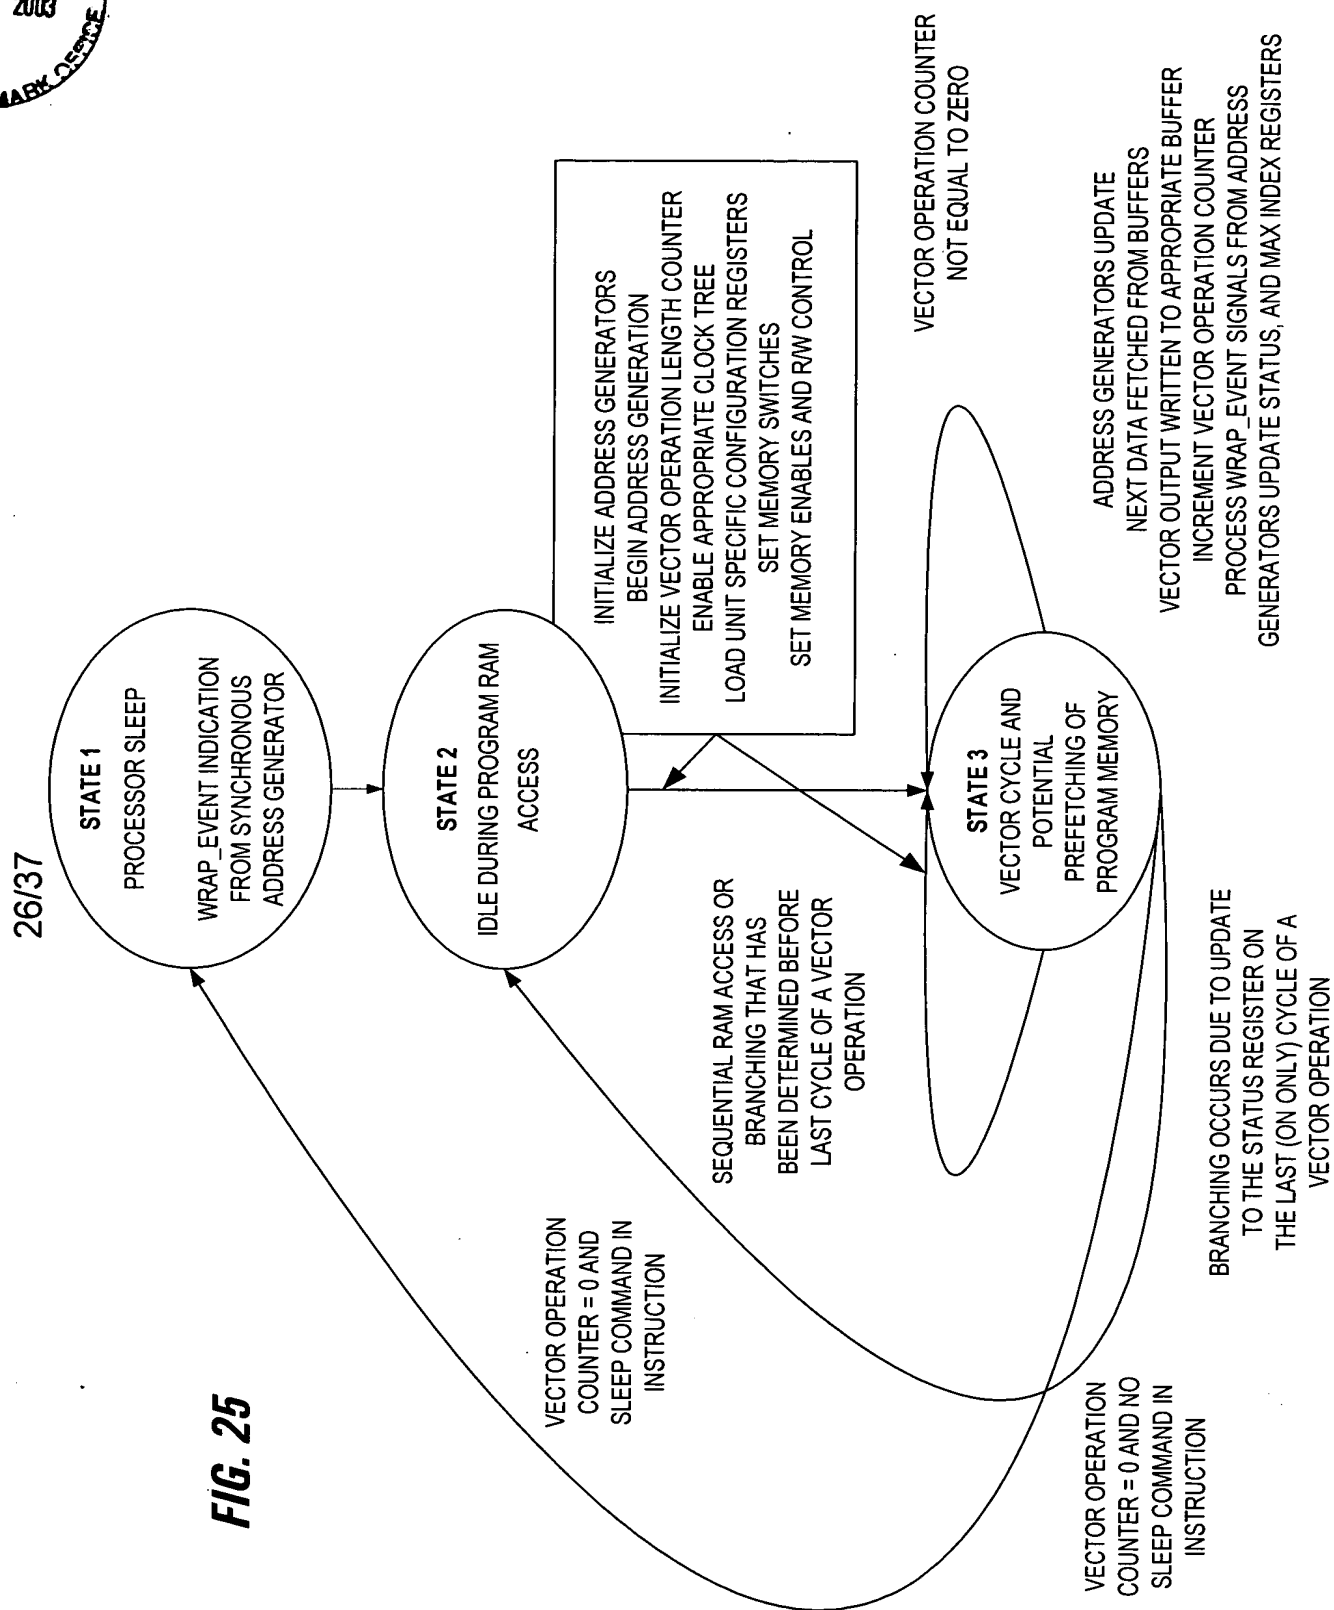 2003
MARK OFFICE
26/37
FIG. 25
STATE 1
PROCESSOR SLEEP
WRAP_EVENT INDICATION
FROM SYNCHRONOUS
ADDRESS GENERATOR
STATE 2
IDLE DURING PROGRAM RAM
ACCESS
INITIALIZE ADDRESS GENERATORS
BEGIN ADDRESS GENERATION
INITIALIZE VECTOR OPERATION LENGTH COUNTER
ENABLE APPROPRIATE CLOCK TREE
LOAD UNIT SPECIFIC CONFIGURATION REGISTERS
SET MEMORY SWITCHES
SET MEMORY ENABLES AND R/W CONTROL
VECTOR OPERATION
COUNTER = 0 AND
SLEEP COMMAND IN
INSTRUCTION
SEQUENTIAL RAM ACCESS OR
BRANCHING THAT HAS
BEEN DETERMINED BEFORE
LAST CYCLE OF A VECTOR
OPERATION
VECTOR OPERATION COUNTER
NOT EQUAL TO ZERO
STATE 3
VECTOR CYCLE AND
POTENTIAL
PREFETCHING OF
PROGRAM MEMORY
ADDRESS GENERATORS UPDATE
NEXT DATA FETCHED FROM BUFFERS
VECTOR OUTPUT WRITTEN TO APPROPRIATE BUFFER
INCREMENT VECTOR OPERATION COUNTER
PROCESS WRAP_EVENT SIGNALS FROM ADDRESS
GENERATORS UPDATE STATUS, AND MAX INDEX REGISTERS
VECTOR OPERATION
COUNTER = 0 AND NO
SLEEP COMMAND IN
INSTRUCTION
BRANCHING OCCURS DUE TO UPDATE
TO THE STATUS REGISTER ON
THE LAST (ON ONLY) CYCLE OF A
VECTOR OPERATION